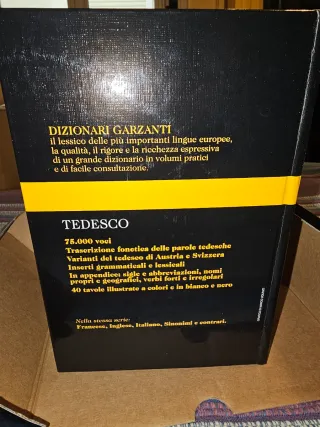 DIZIONARI GARZANTI
il lessico delle più importanti lingue europee,
la qualità, il rigore e la ricchezza espressiva
di un grande dizionario in volumi pratici
e di facile consultazione.
TEDESCO
75.000 voci
Trascrizione fonetica delle parole tedesche
Varianti del tedesco di Austria e Svizzera
Inserti grammaticali e lessicali
In appendice: sigle e abbreviazioni, nomi
propri e geografici, verbi forti e irregolari
40 tavole illustrate a colori e in bianco e nero
Nella stessa serie:
Francese, Inglese, Italiano, Sinonimi e contrari.